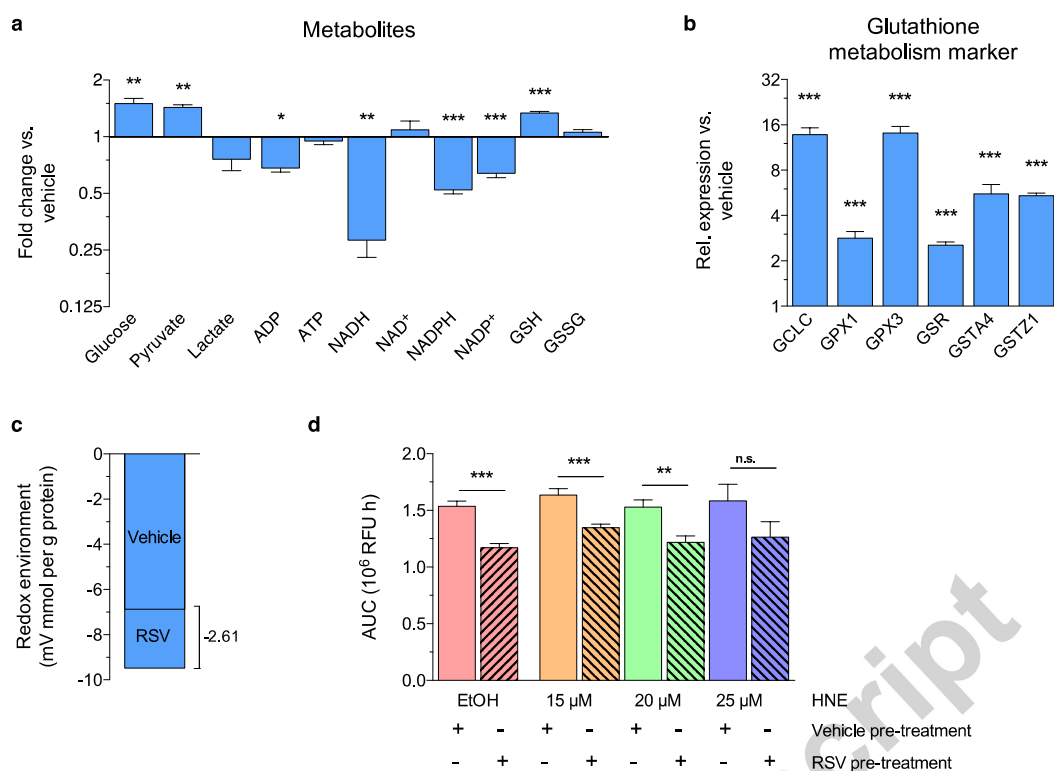 a
Metabolites
Fold change vs.
vehicle
2
1
0.5
0.25
0.125
** ** * ** *** *** ***
Glucose
Pyruvate
Lactate
ADP
ATP
NADH
NAD⁺
NADPH
NADP⁺
GSH
GSSG
b
Glutathione
metabolism marker
Rel. expression vs.
vehicle
32
16
8
4
2
1
*** *** *** *** *** ***
GCLC
GPX1
GPX3
GSR
GSTA4
GSTZ1
c
Redox environment
(mV mmol per g protein)
0
-2
-4
-6
-8
-10
Vehicle
RSV
-2.61
d
AUC (10⁶ RFU h)
2.0
1.5
1.0
0.5
0.0
*** *** ** n.s.
EtOH 15 µM 20 µM 25 µM HNE
+ - + - + - + - Vehicle pre-treatment
- + - + - + - + RSV pre-treatment
cript